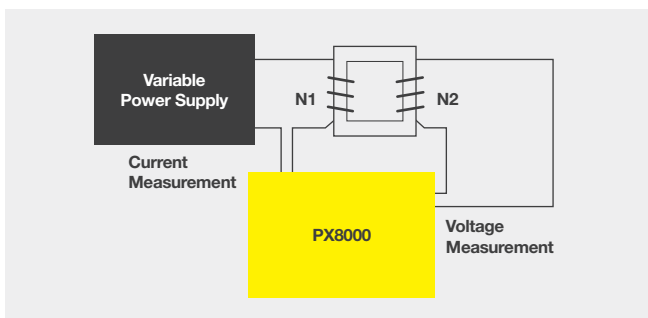 Variable
Power Supply
N1
N2
Current
Measurement
PX8000
Voltage
Measurement